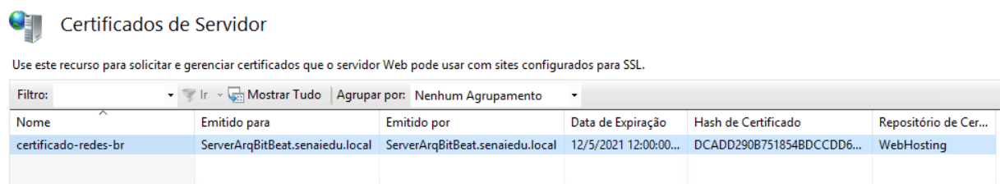 Certificados de Servidor
Use este recurso para solicitar e gerenciar certificados que o servidor Web pode usar com sites configurados para SSL.
Filtro: Ir Mostrar Tudo Agrupar por: Nenhum Agrupamento
Nome Emitido para Emitido por Data de Expiração Hash de Certificado Repositório de Cer...
certificado-redes-br ServerArqBitBeat.senaiedu.local ServerArqBitBeat.senaiedu.local 12/5/2021 12:00:00... DCADD290B751854BDCCDD6... WebHosting